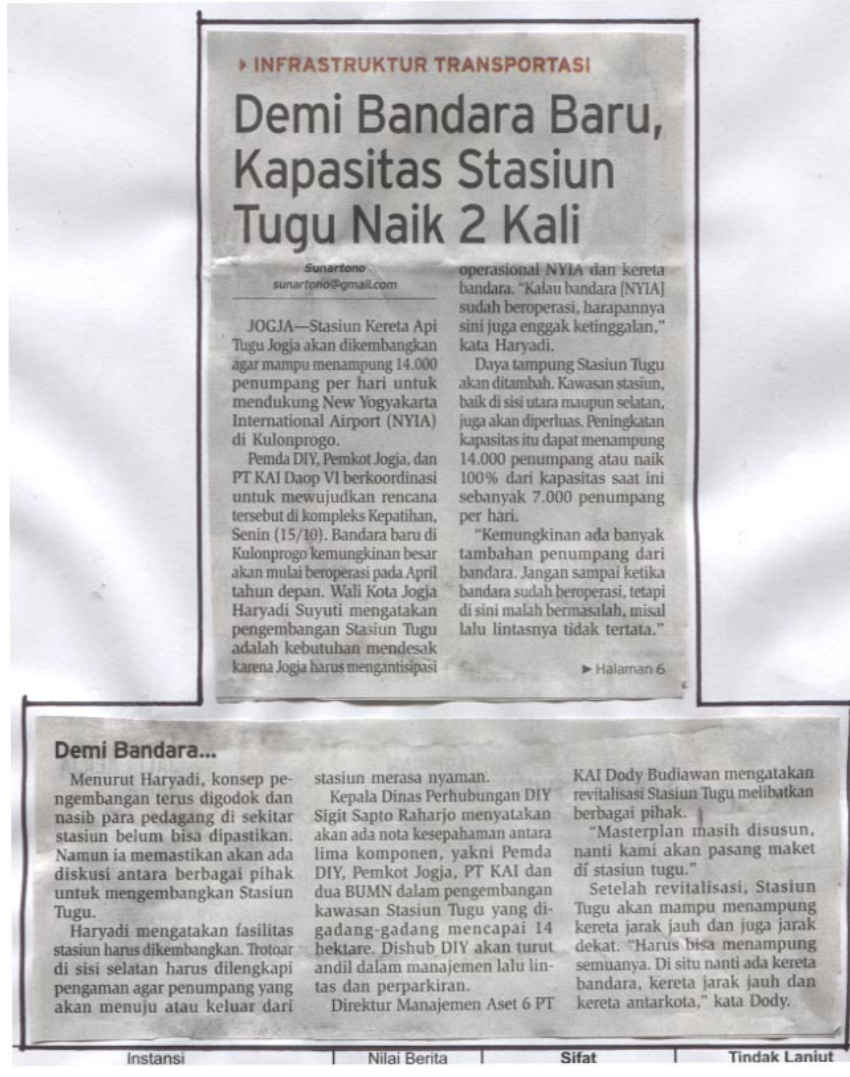 INFRASTRUKTUR TRANSPORTASI
Demi Bandara Baru,
Kapasitas Stasiun
Tugu Naik 2 Kali
Sunartono
sunartono@gmail.com
JOGJA—Stasiun Kereta Api
Tugu Jogja akan dikembangkan
agar mampu menampung 14.000
penumpang per hari untuk
mendukung New Yogyakarta
International Airport (NYIA)
di Kulonprogo.
Pemda DIY, Pemkot Jogja, dan
PT KAI Daop VI berkoordinasi
untuk mewujudkan rencana
tersebut di kompleks Kepatihan,
Senin (15/10). Bandara baru di
Kulonprogo kemungkinan besar
akan mulai beroperasi pada April
tahun depan. Wali Kota Jogja
Haryadi Suyuti mengatakan
pengembangan Stasiun Tugu
adalah kebutuhan mendesak
karena Jogja harus mengantisipasi
operasional NYIA dan kereta
bandara. “Kalau bandara [NYIA]
sudah beroperasi, harapannya
sini juga enggak ketinggalan,”
kata Haryadi.
Daya tampung Stasiun Tugu
akan ditambah. Kawasan stasiun,
baik di sisi utara maupun selatan,
juga akan diperluas. Peningkatan
kapasitas itu dapat menampung
14.000 penumpang atau naik
100% dari kapasitas saat ini
sebanyak 7.000 penumpang
per hari.
“Kemungkinan ada banyak
tambahan penumpang dari
bandara. Jangan sampai ketika
bandara sudah beroperasi, tetapi
di sini malah bermasalah, misal
lalu lintasnya tidak tertata.”
Halaman 6
Demi Bandara...
Menurut Haryadi, konsep pe-
ngembangan terus digodok dan
nasib para pedagang di sekitar
stasiun belum bisa dipastikan.
Namun ia memastikan akan ada
diskusi antara berbagai pihak
untuk mengembangkan Stasiun
Tugu.
Haryadi mengatakan fasilitas
stasiun harus dikembangkan. Trotoar
di sisi selatan harus dilengkapi
pengaman agar penumpang yang
akan menuju atau keluar dari
stasiun merasa nyaman.
Kepala Dinas Perhubungan DIY
Sigit Sapto Raharjo menyatakan
akan ada nota kesepahaman antara
lima komponen, yakni Pemda
DIY, Pemkot Jogja, PT KAI dan
dua BUMN dalam pengembangan
kawasan Stasiun Tugu yang di-
gadang-gadang mencapai 14
hektare. Dishub DIY akan turut
andil dalam manajemen lalu lin-
tas dan perparkiran.
Direktur Manajemen Aset 6 PT
KAI Dody Budiawan mengatakan
revitalisasi Stasiun Tugu melibatkan
berbagai pihak.
“Masterplan masih disusun,
nanti kami akan pasang maket
di stasiun tugu.”
Setelah revitalisasi, Stasiun
Tugu akan mampu menampung
kereta jarak jauh dan juga jarak
dekat. “Harus bisa menampung
semuanya. Di situ nanti ada kereta
bandara, kereta jarak jauh dan
kereta antarkota,” kata Dody.
Instansi
Nilai Berita
Sifat
Tindak Lanjut